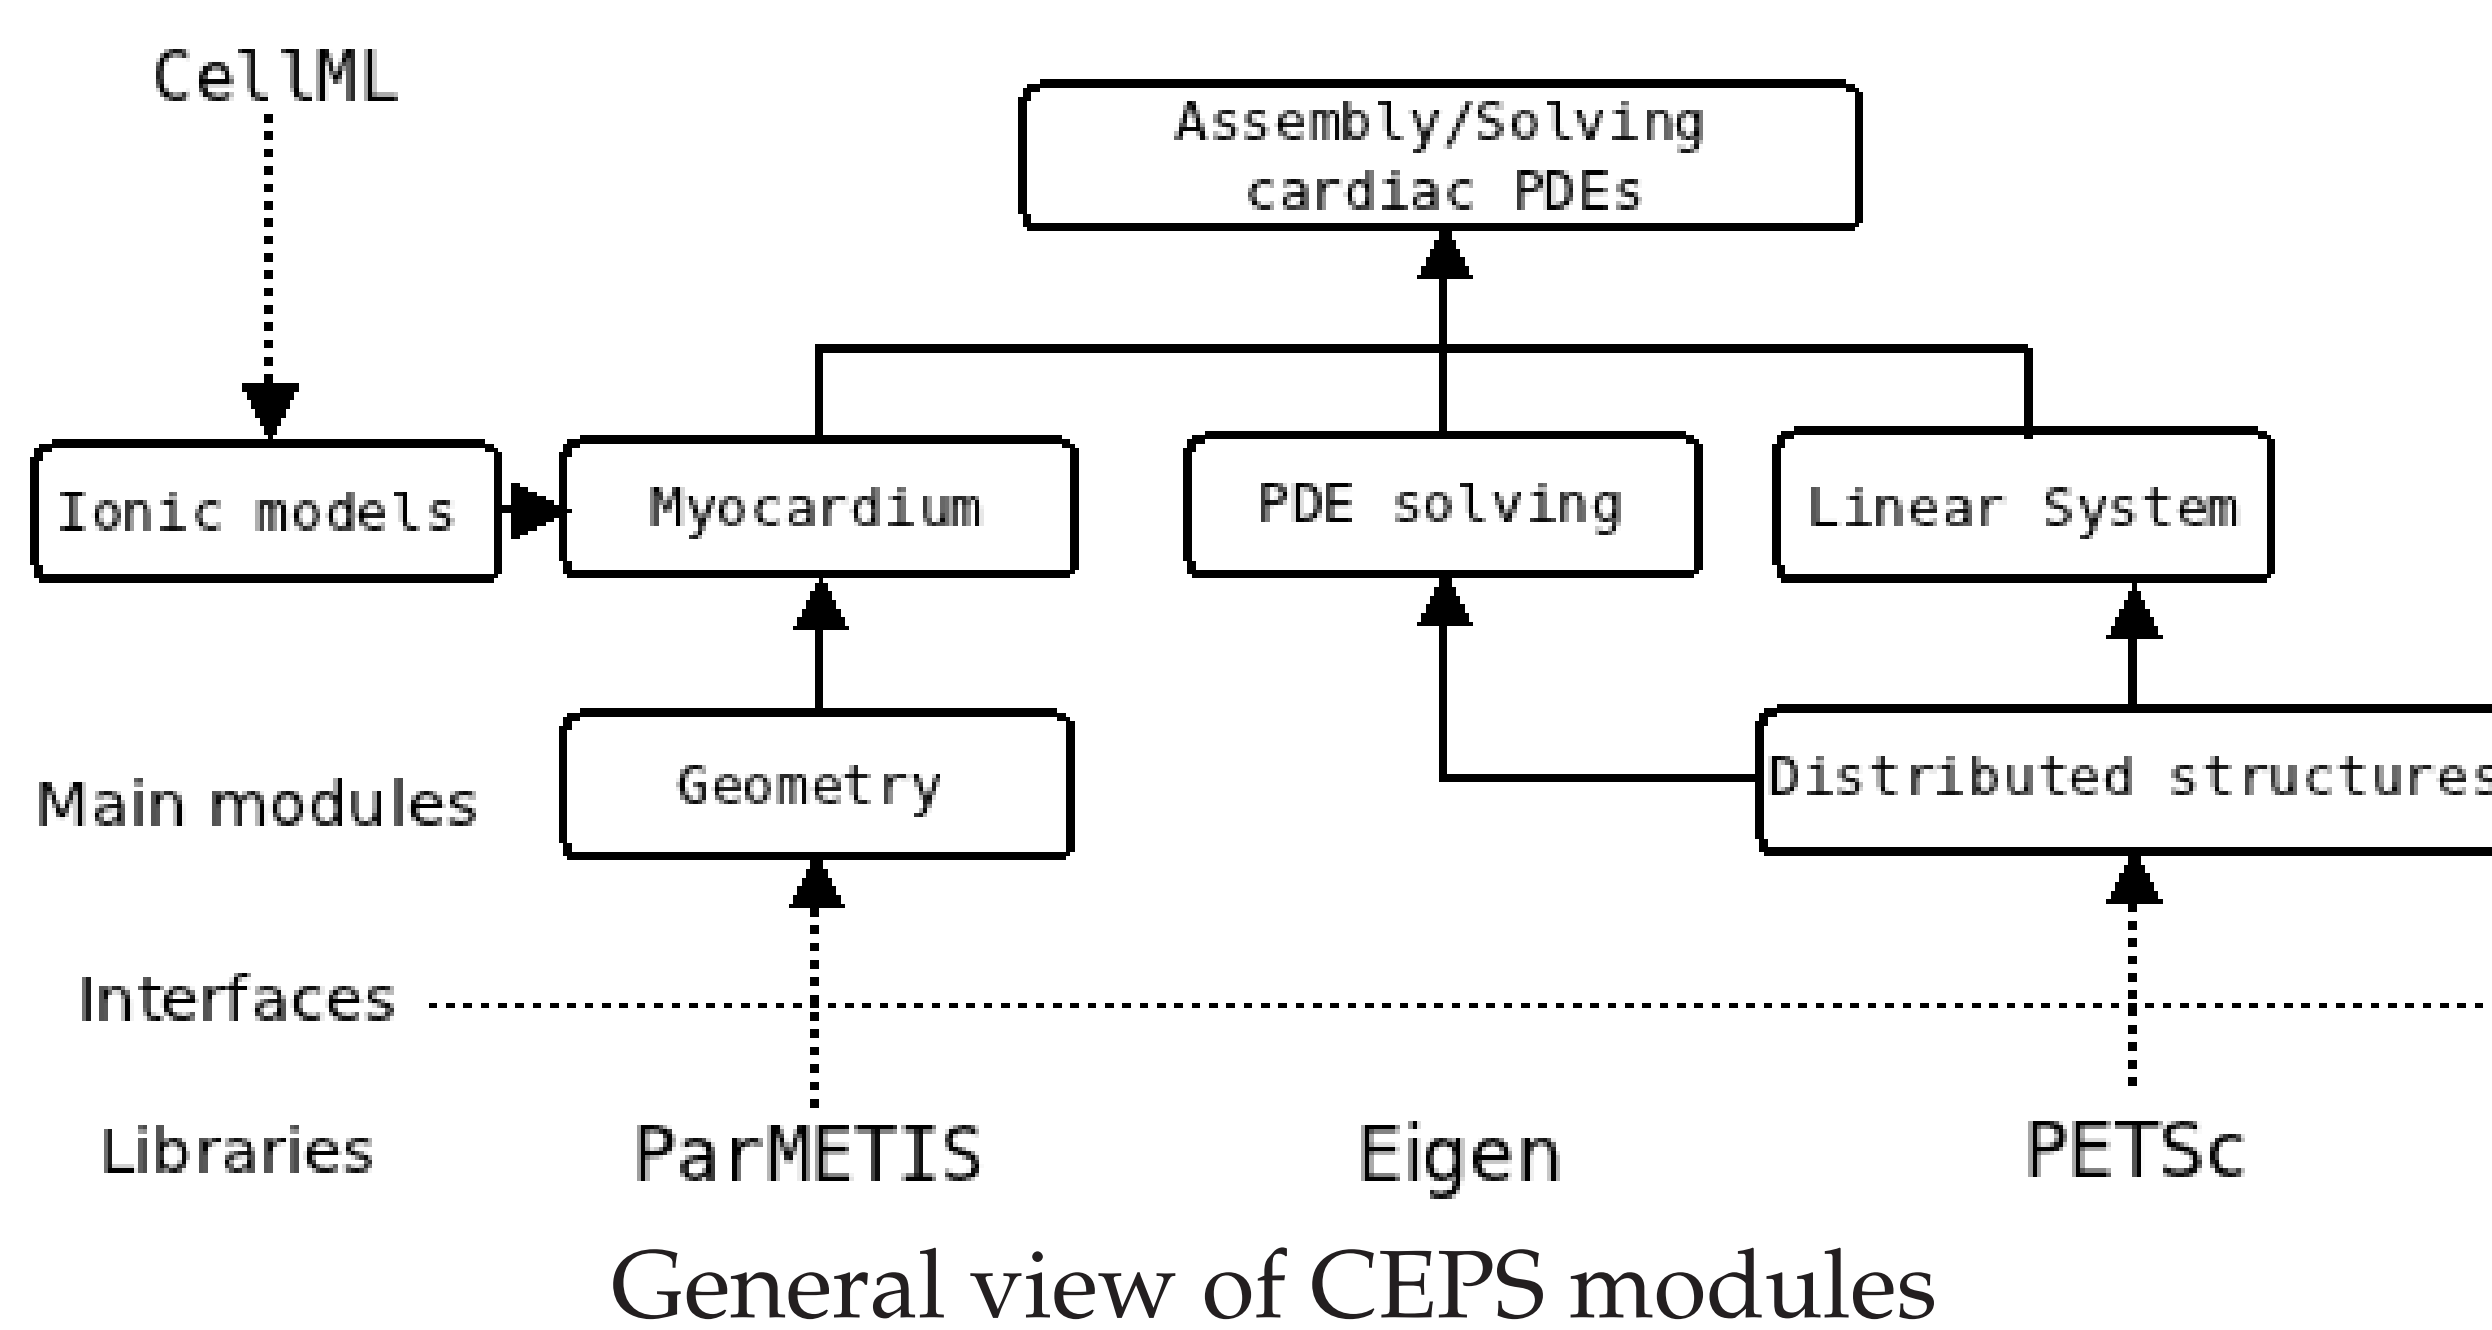 CellML
Assembly/Solving
cardiac PDEs
Ionic models
Myocardium
PDE solving
Linear System
Main modules
Geometry
Distributed structures
Interfaces
Libraries
ParMETIS
Eigen
PETSc
General view of CEPS modules